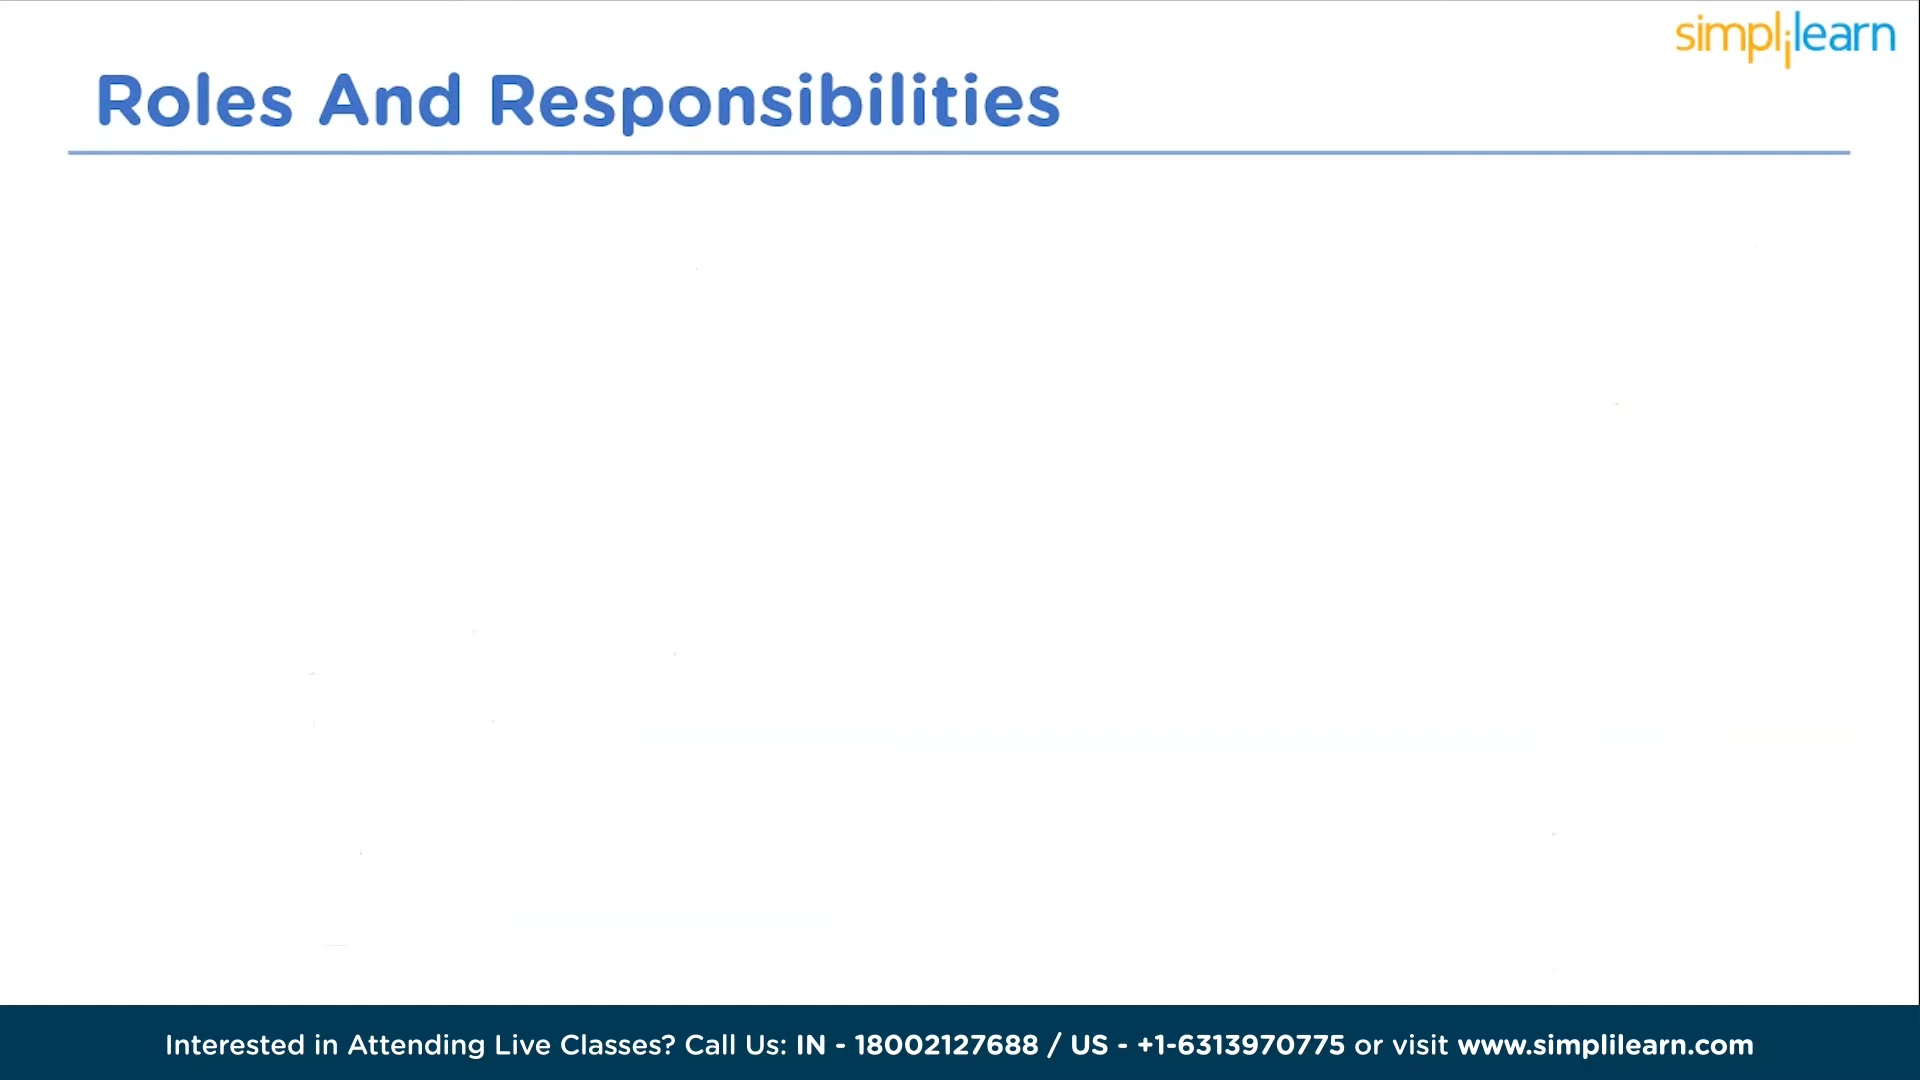 simplilearn
Roles And Responsibilities
Interested in Attending Live Classes? Call Us: IN - 18002127688 / US - +1-6313970775 or visit www.simplilearn.com